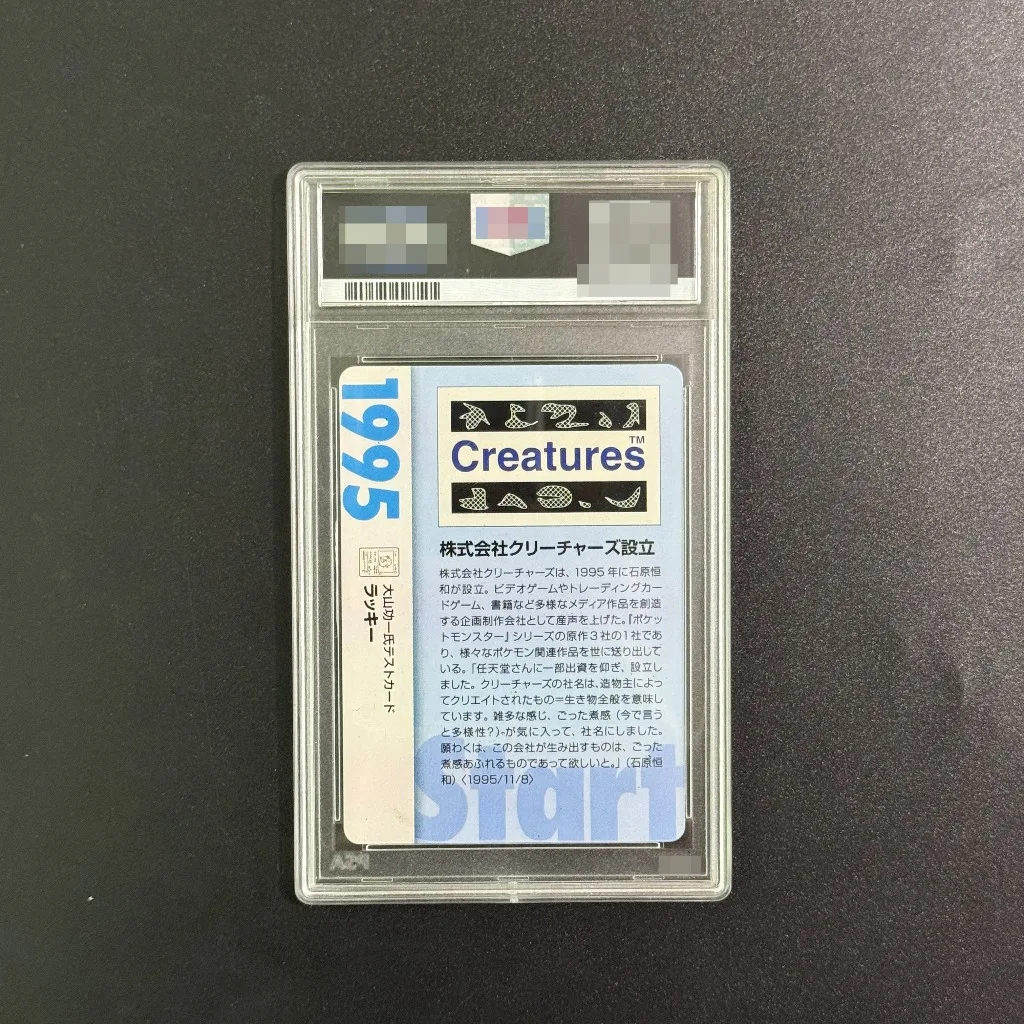 1995
大山功一氏テストカード
ラッキー
Creatures™
株式会社クリーチャーズ設立
株式会社クリーチャーズは、1995年に石原恒
和が設立。ビデオゲームやトレーディングカー
ドゲーム、書籍など多様なメディア作品を創造
する企画制作会社として産声を上げた。『ポケッ
トモンスター』シリーズの原作3社の1社であ
り、様々なポケモン関連作品を世に送り出して
いる。「任天堂さんに一部出資を仰ぎ、設立し
ました。クリーチャーズの社名は、造物主によっ
てクリエイトされたもの＝生き物全般を意味し
ています。雑多な感じ、ごった煮感（今で言う
と多様性？）が気に入って、社名にしました。
願わくは、この会社が生み出すものは、ごった
煮感あふれるものであって欲しいと。」（石原恒
和）〈1995/11/8〉
Start
PSA